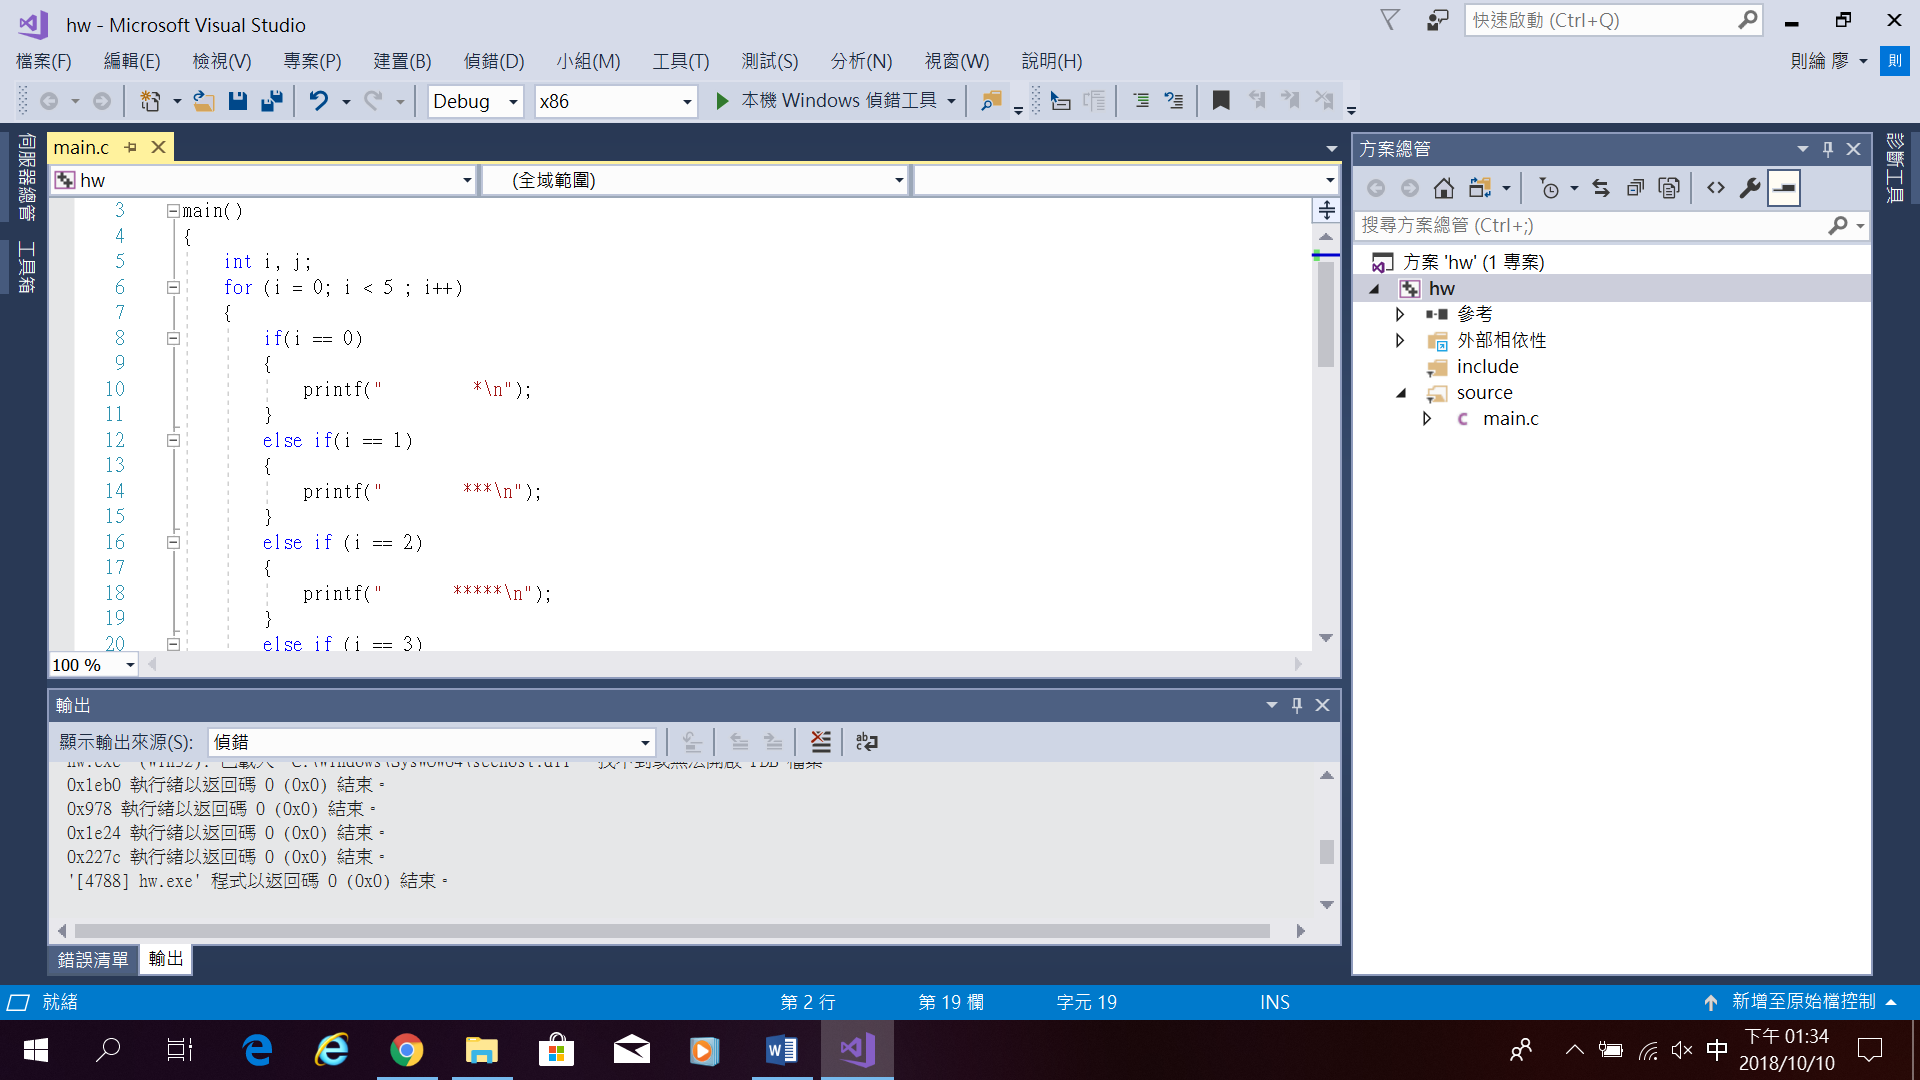 hw - Microsoft Visual Studio
快速啟動 (Ctrl+Q)
檔案(F) 編輯(E) 檢視(V) 專案(P) 建置(B) 偵錯(D) 小組(M) 工具(T) 測試(S) 分析(N) 視窗(W) 說明(H)
則綸 廖
則
Debug x86 本機 Windows 偵錯工具
伺服器總管
工具箱
main.c
hw (全域範圍)
3 main()
4 {
5 int i, j;
6 for (i = 0; i < 5 ; i++)
7 {
8 if(i == 0)
9 {
10 printf("         *\n");
11 }
12 else if(i == 1)
13 {
14 printf("        ***\n");
15 }
16 else if (i == 2)
17 {
18 printf("       *****\n");
19 }
20 else if (i == 3)
100 %
輸出
顯示輸出來源(S): 偵錯
0x1eb0 執行緒以返回碼 0 (0x0) 結束。
0x978 執行緒以返回碼 0 (0x0) 結束。
0x1e24 執行緒以返回碼 0 (0x0) 結束。
0x227c 執行緒以返回碼 0 (0x0) 結束。
'[4788] hw.exe' 程式以返回碼 0 (0x0) 結束。
錯誤清單 輸出
方案總管
搜尋方案總管 (Ctrl+;)
方案 'hw' (1 專案)
hw
參考
外部相依性
include
source
main.c
診斷工具
就緒 第 2 行 第 19 欄 字元 19 INS 新增至原始檔控制
中
下午 01:34
2018/10/10